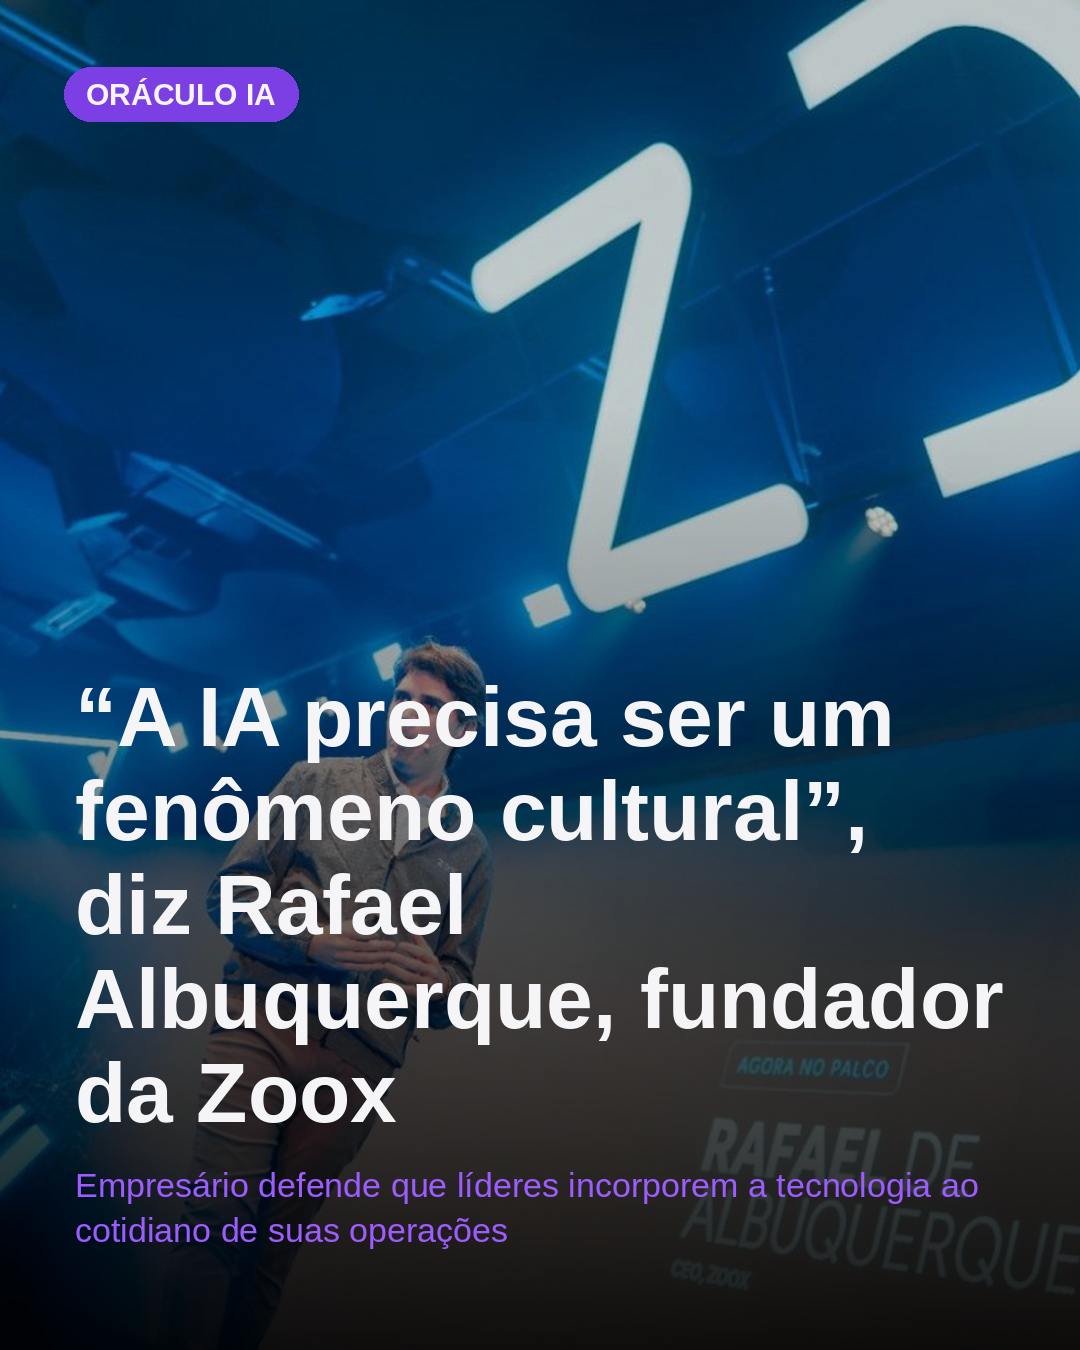 ORÁCULO IA
“A IA precisa ser um
fenômeno cultural”,
diz Rafael
Albuquerque, fundador
da Zoox
Empresário defende que líderes incorporem a tecnologia ao
cotidiano de suas operações
AGORA NO PALCO
RAFAEL DE
ALBUQUERQUE
CEO, ZOOX